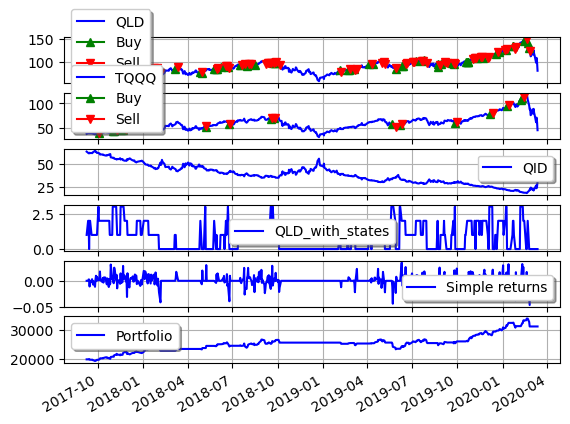 QLD
Buy
Sell
150
100
TQQQ
Buy
Sell
100
50
QID
50
25
QLD_with_states
2.5
0.0
Simple returns
0.00
−0.05
Portfolio
30000
20000
2017-10
2018-01
2018-04
2018-07
2018-10
2019-01
2019-04
2019-07
2019-10
2020-01
2020-04